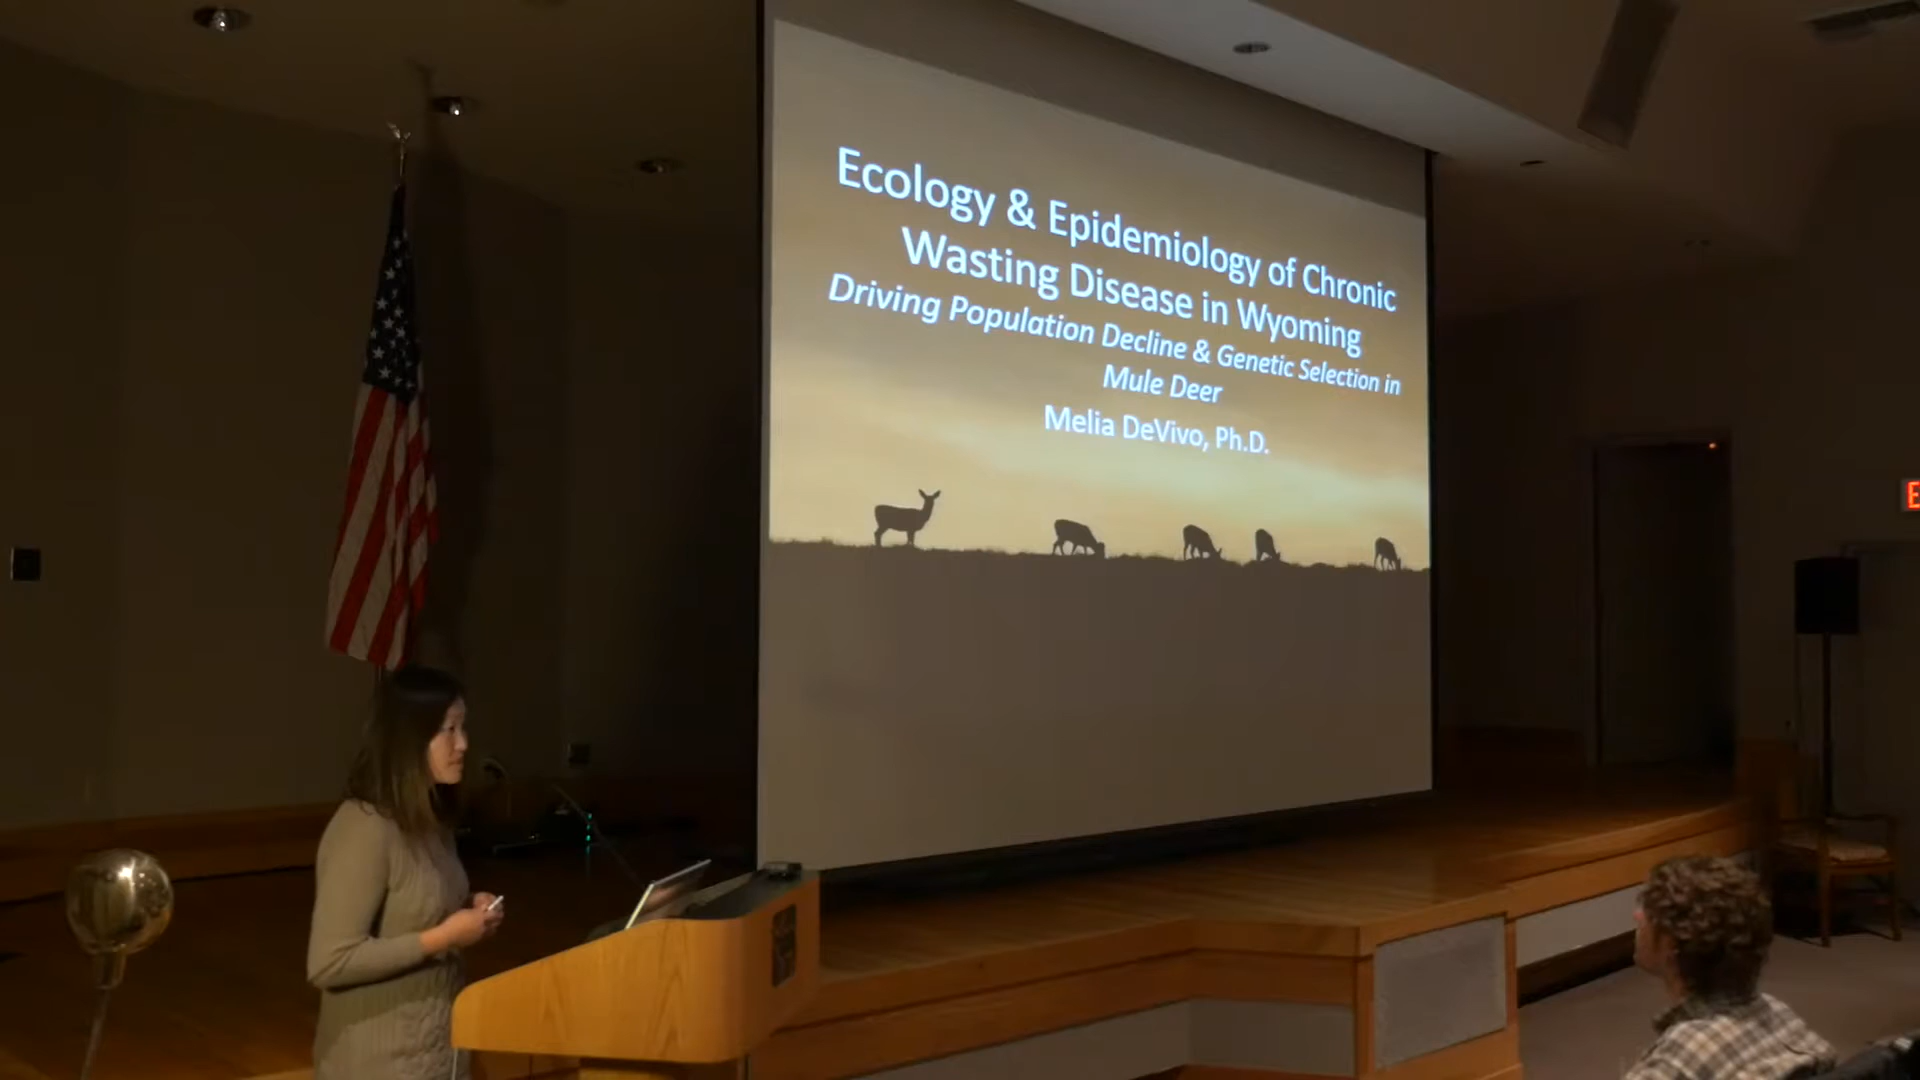 Ecology & Epidemiology of Chronic
Wasting Disease in Wyoming
Driving Population Decline & Genetic Selection in
Mule Deer
Melia DeVivo, Ph.D.